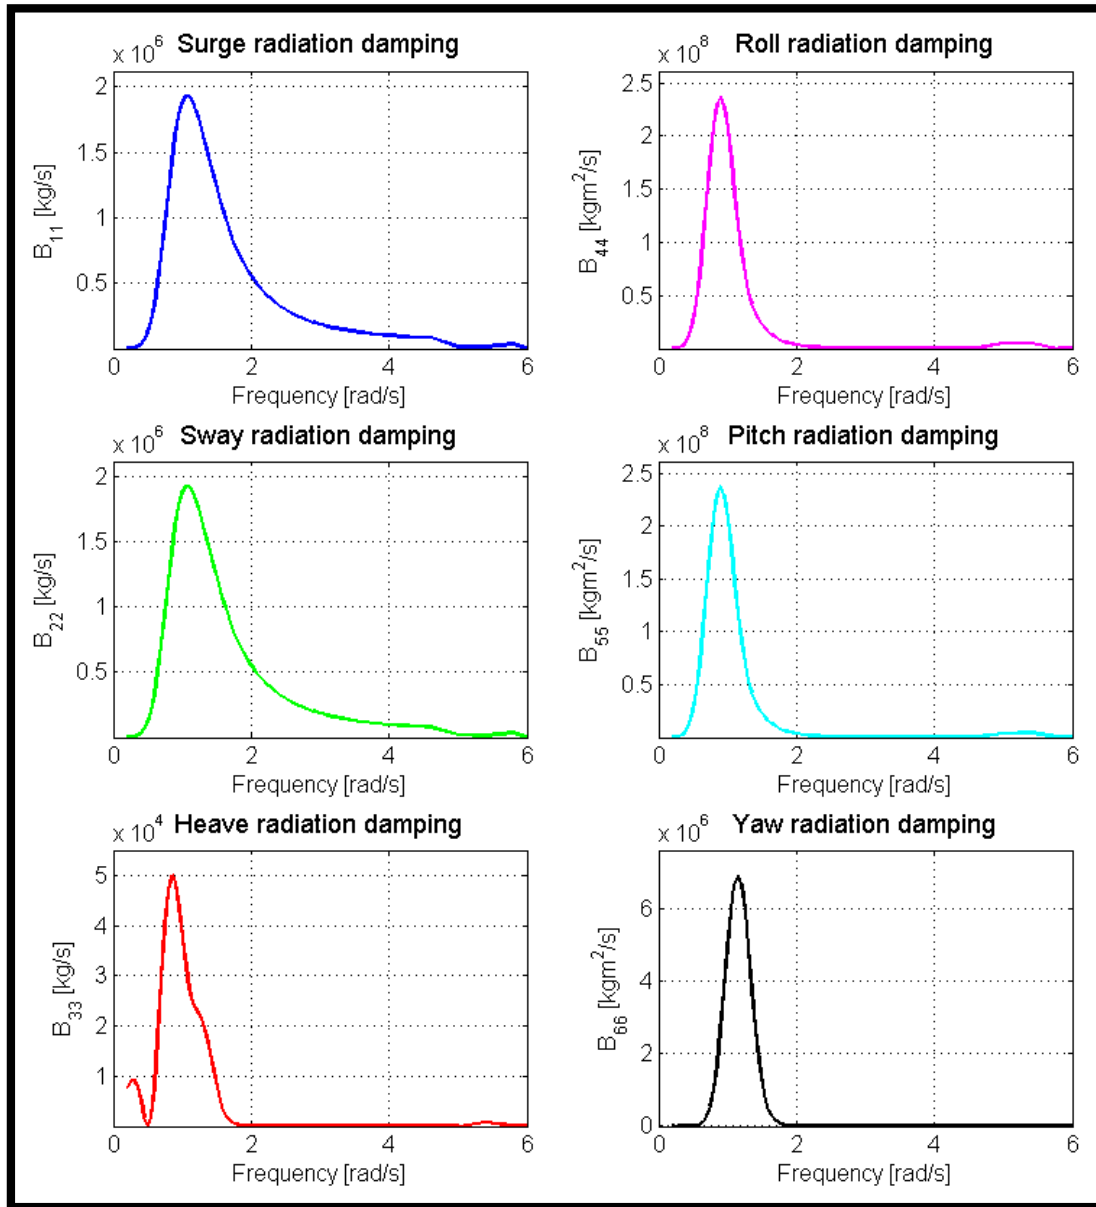 x 10^6 Surge radiation damping
B_11 [kg/s]
2
1.5
1
0.5
0 2 4 6
Frequency [rad/s]
x 10^8 Roll radiation damping
B_44 [kgm^2/s]
2.5
2
1.5
1
0.5
0 2 4 6
Frequency [rad/s]
x 10^6 Sway radiation damping
B_22 [kg/s]
2
1.5
1
0.5
0 2 4 6
Frequency [rad/s]
x 10^8 Pitch radiation damping
B_55 [kgm^2/s]
2.5
2
1.5
1
0.5
0 2 4 6
Frequency [rad/s]
x 10^4 Heave radiation damping
B_33 [kg/s]
5
4
3
2
1
0 2 4 6
Frequency [rad/s]
x 10^6 Yaw radiation damping
B_66 [kgm^2/s]
6
4
2
0
0 2 4 6
Frequency [rad/s]